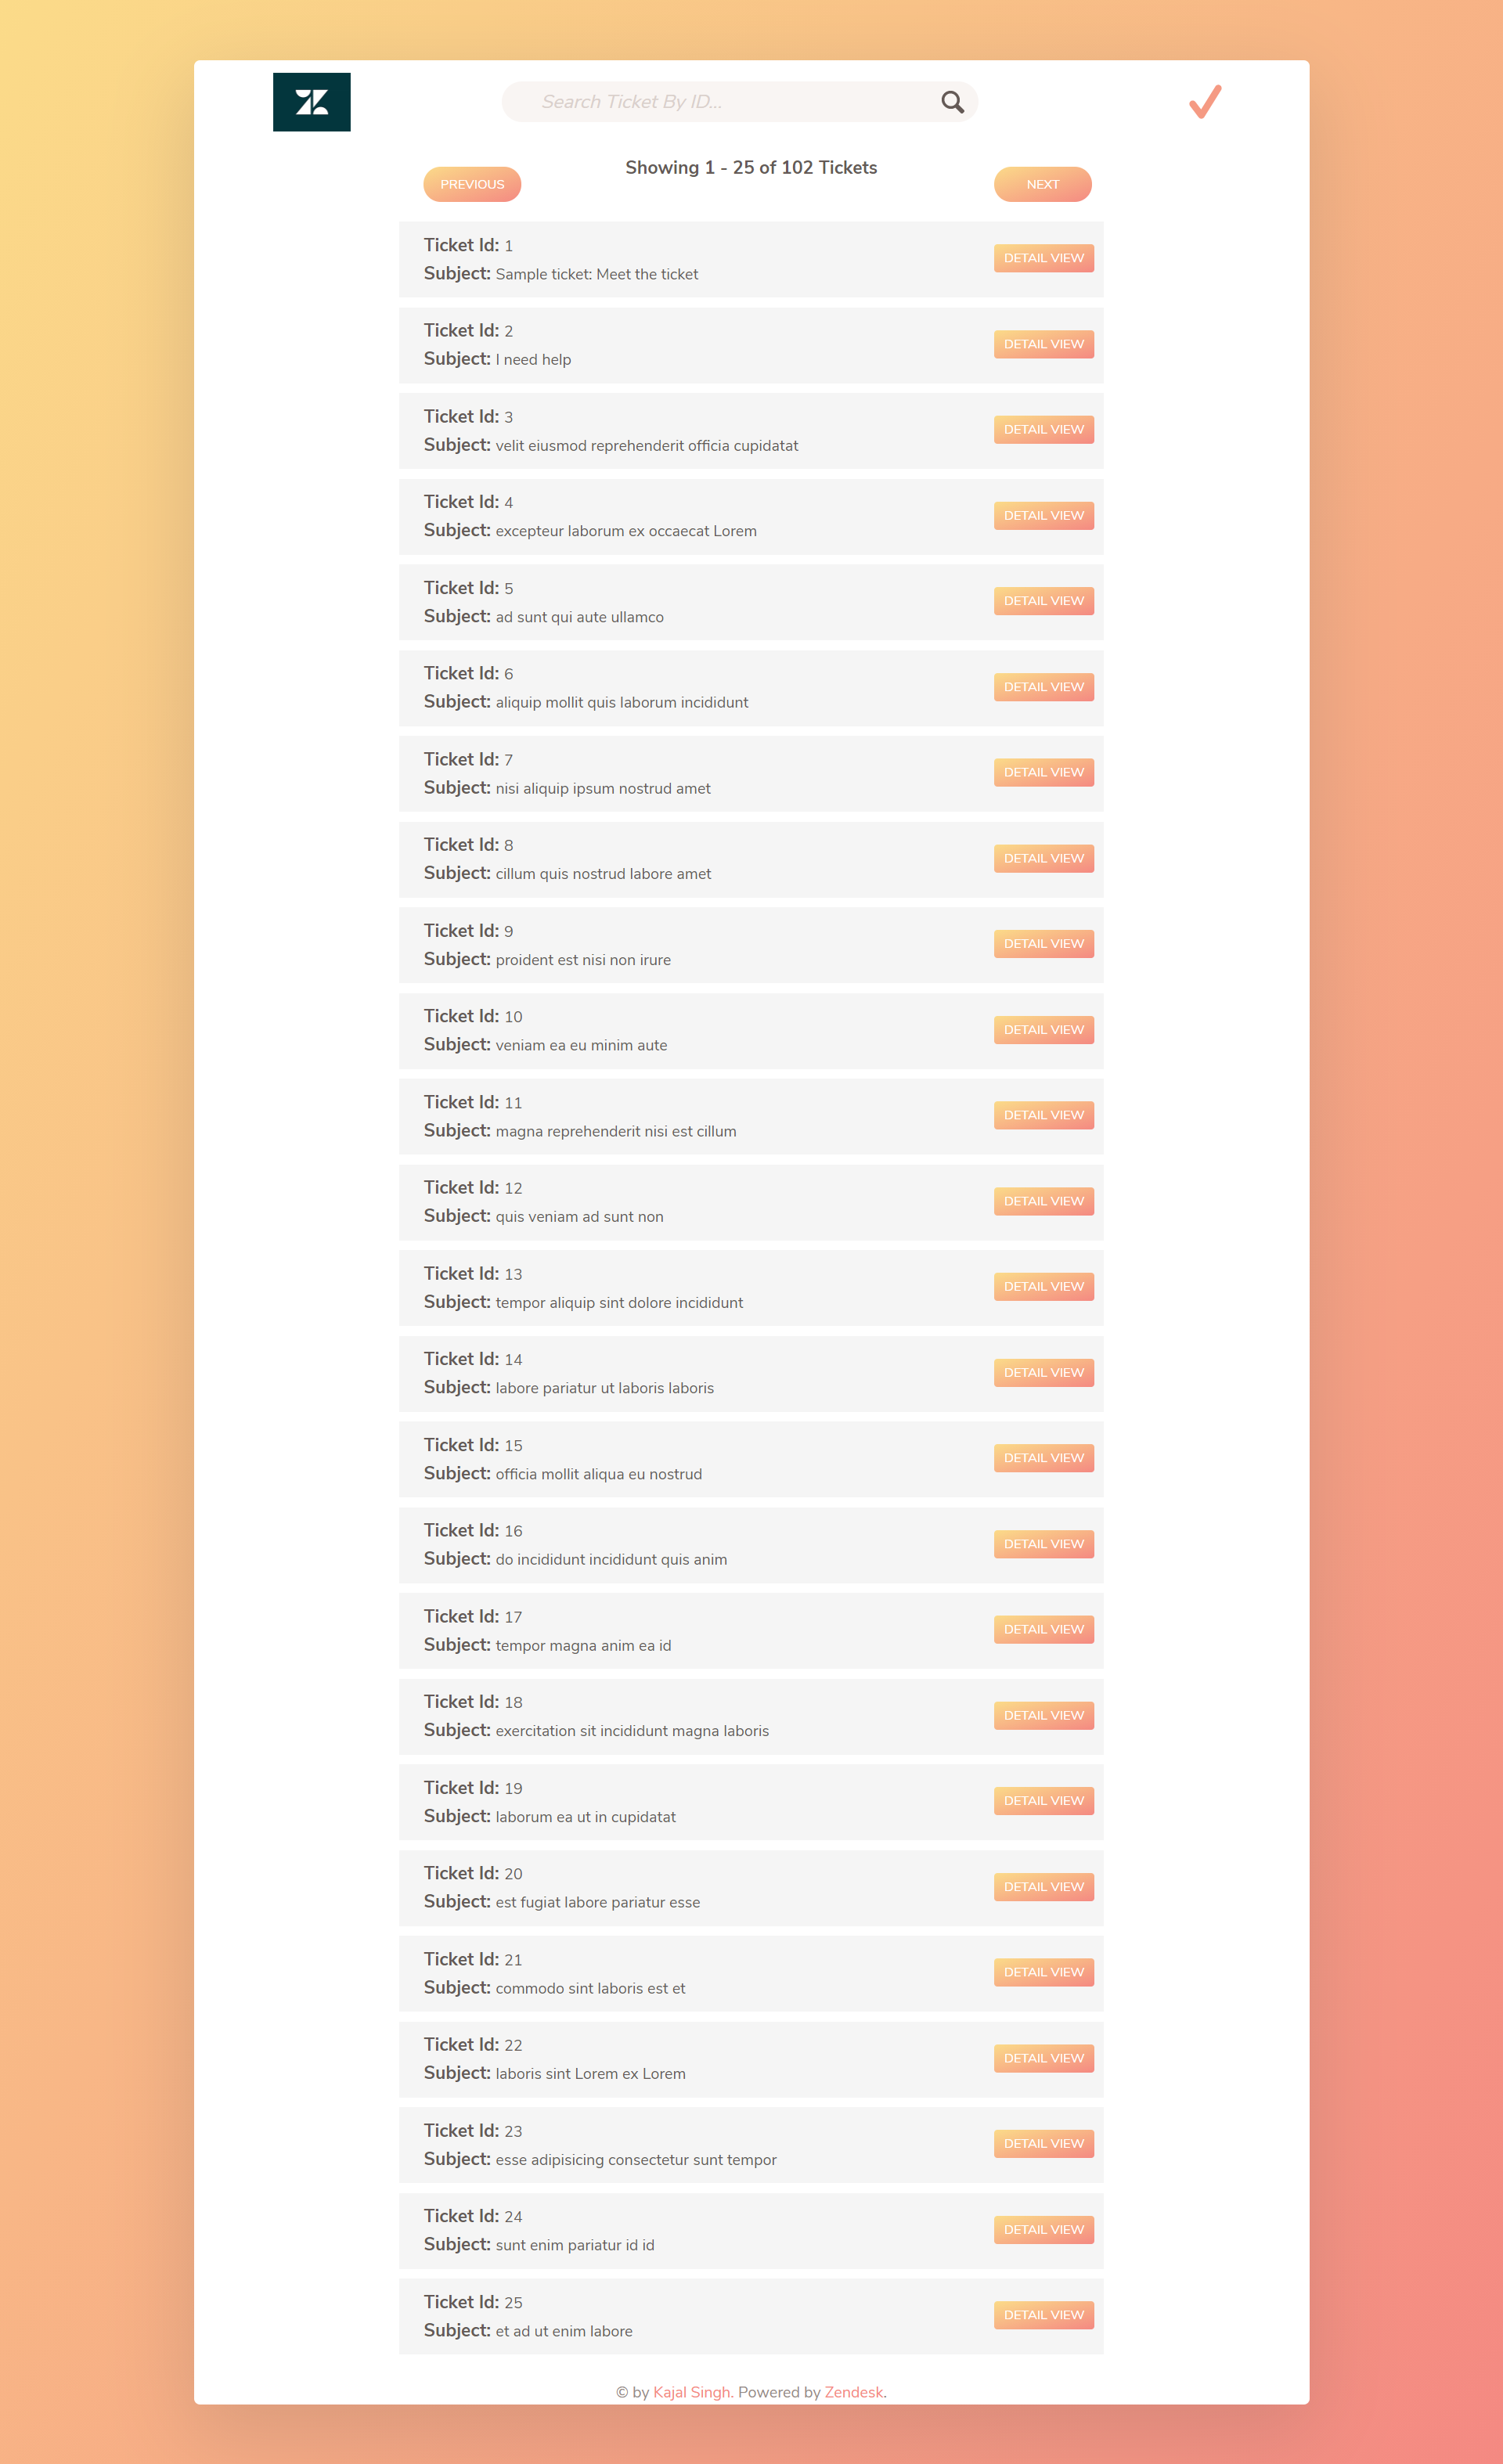 Search Ticket By ID...
Showing 1 - 25 of 102 Tickets
PREVIOUS
NEXT
Ticket Id: 1
Subject: Sample ticket: Meet the ticket
DETAIL VIEW
Ticket Id: 2
Subject: I need help
DETAIL VIEW
Ticket Id: 3
Subject: velit eiusmod reprehenderit officia cupidatat
DETAIL VIEW
Ticket Id: 4
Subject: excepteur laborum ex occaecat Lorem
DETAIL VIEW
Ticket Id: 5
Subject: ad sunt qui aute ullamco
DETAIL VIEW
Ticket Id: 6
Subject: aliquip mollit quis laborum incididunt
DETAIL VIEW
Ticket Id: 7
Subject: nisi aliquip ipsum nostrud amet
DETAIL VIEW
Ticket Id: 8
Subject: cillum quis nostrud labore amet
DETAIL VIEW
Ticket Id: 9
Subject: proident est nisi non irure
DETAIL VIEW
Ticket Id: 10
Subject: veniam ea eu minim aute
DETAIL VIEW
Ticket Id: 11
Subject: magna reprehenderit nisi est cillum
DETAIL VIEW
Ticket Id: 12
Subject: quis veniam ad sunt non
DETAIL VIEW
Ticket Id: 13
Subject: tempor aliquip sint dolore incididunt
DETAIL VIEW
Ticket Id: 14
Subject: labore pariatur ut laboris laboris
DETAIL VIEW
Ticket Id: 15
Subject: officia mollit aliqua eu nostrud
DETAIL VIEW
Ticket Id: 16
Subject: do incididunt incididunt quis anim
DETAIL VIEW
Ticket Id: 17
Subject: tempor magna anim ea id
DETAIL VIEW
Ticket Id: 18
Subject: exercitation sit incididunt magna laboris
DETAIL VIEW
Ticket Id: 19
Subject: laborum ea ut in cupidatat
DETAIL VIEW
Ticket Id: 20
Subject: est fugiat labore pariatur esse
DETAIL VIEW
Ticket Id: 21
Subject: commodo sint laboris est et
DETAIL VIEW
Ticket Id: 22
Subject: laboris sint Lorem ex Lorem
DETAIL VIEW
Ticket Id: 23
Subject: esse adipisicing consectetur sunt tempor
DETAIL VIEW
Ticket Id: 24
Subject: sunt enim pariatur id id
DETAIL VIEW
Ticket Id: 25
Subject: et ad ut enim labore
DETAIL VIEW
© by Kajal Singh. Powered by Zendesk.